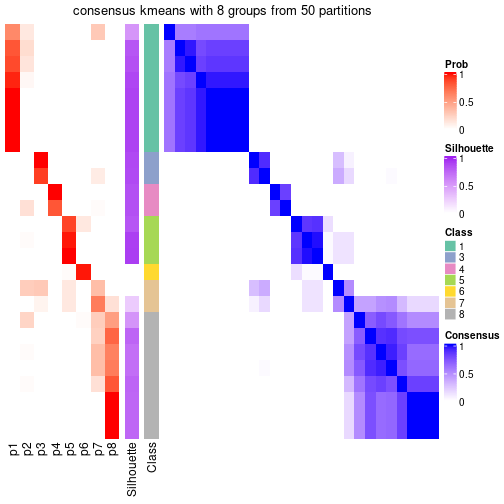 consensus kmeans with 8 groups from 50 partitions
Prob
1
0.5
0
Silhouette
1
0.5
0
Class
1
3
4
5
6
7
8
Consensus
1
0.5
0
p1
p2
p3
p4
p5
p6
p7
p8
Silhouette
Class